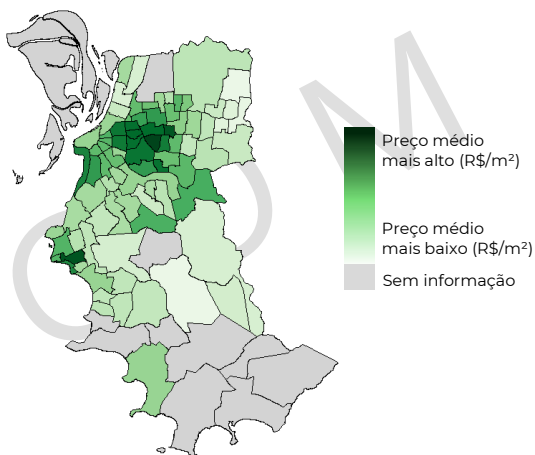 Preço médio
mais alto (R$/m²)
Preço médio
mais baixo (R$/m²)
Sem informação